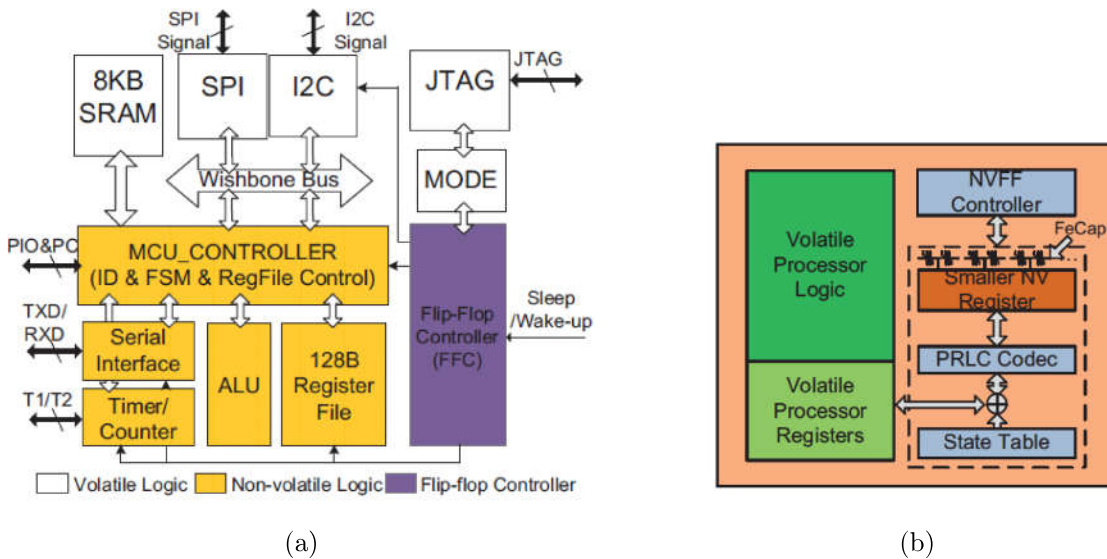 SPI
Signal
I2C
Signal
8KB
SRAM
SPI
I2C
JTAG
JTAG
Wishbone Bus
MODE
PIO&PC
MCU_CONTROLLER
(ID & FSM & RegFile Control)
TXD/
RXD
Serial
Interface
ALU
128B
Register
File
Flip-Flop
Controller
(FFC)
Sleep
/Wake-up
T1/T2
Timer/
Counter
Volatile Logic
Non-volatile Logic
Flip-flop Controller
(a)
Volatile
Processor
Logic
Volatile
Processor
Registers
NVFF
Controller
FeCap
Smaller NV
Register
PRLC Codec
State Table
(b)